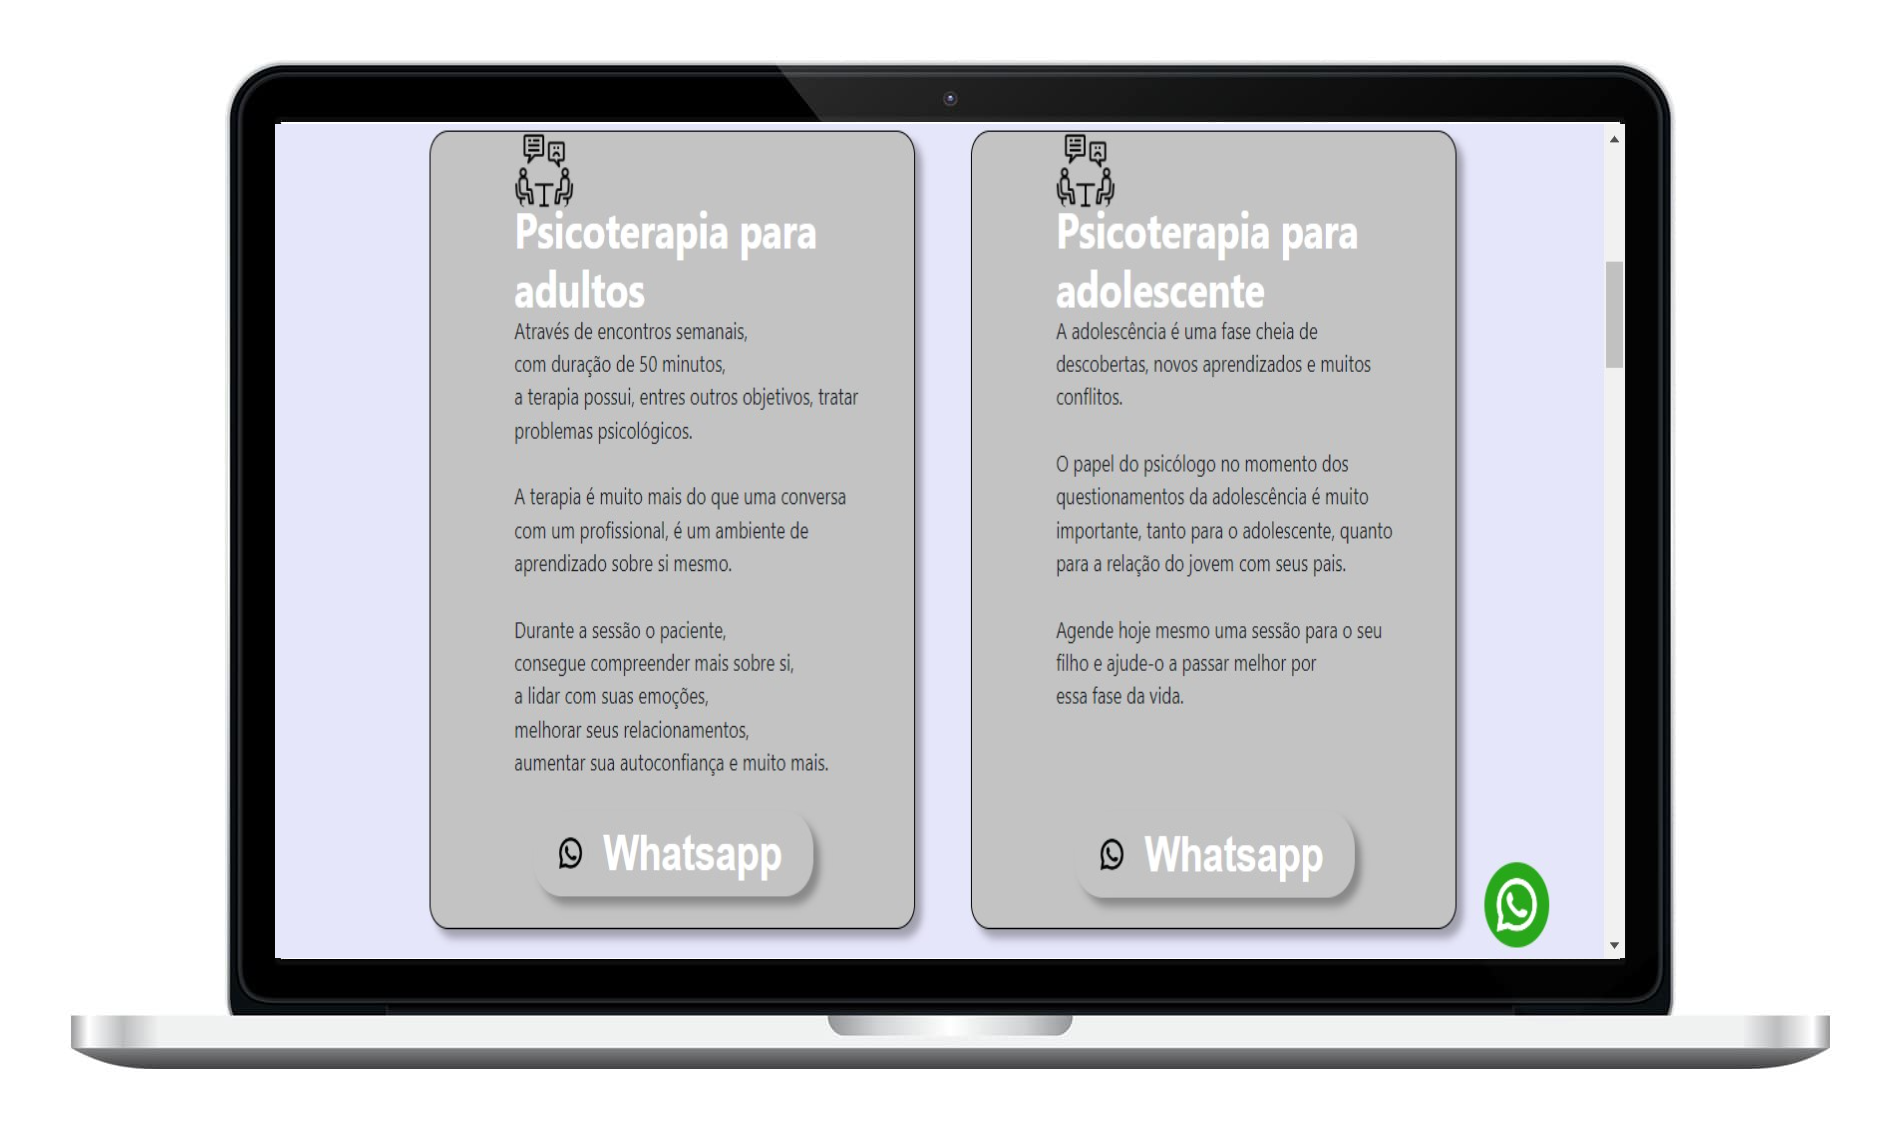 Psicoterapia para
adultos
Através de encontros semanais,
com duração de 50 minutos,
a terapia possui, entres outros objetivos, tratar
problemas psicológicos.
A terapia é muito mais do que uma conversa
com um profissional, é um ambiente de
aprendizado sobre si mesmo.
Durante a sessão o paciente,
consegue compreender mais sobre si,
a lidar com suas emoções,
melhorar seus relacionamentos,
aumentar sua autoconfiança e muito mais.
Whatsapp
Psicoterapia para
adolescente
A adolescência é uma fase cheia de
descobertas, novos aprendizados e muitos
conflitos.
O papel do psicólogo no momento dos
questionamentos da adolescência é muito
importante, tanto para o adolescente, quanto
para a relação do jovem com seus pais.
Agende hoje mesmo uma sessão para o seu
filho e ajude-o a passar melhor por
essa fase da vida.
Whatsapp